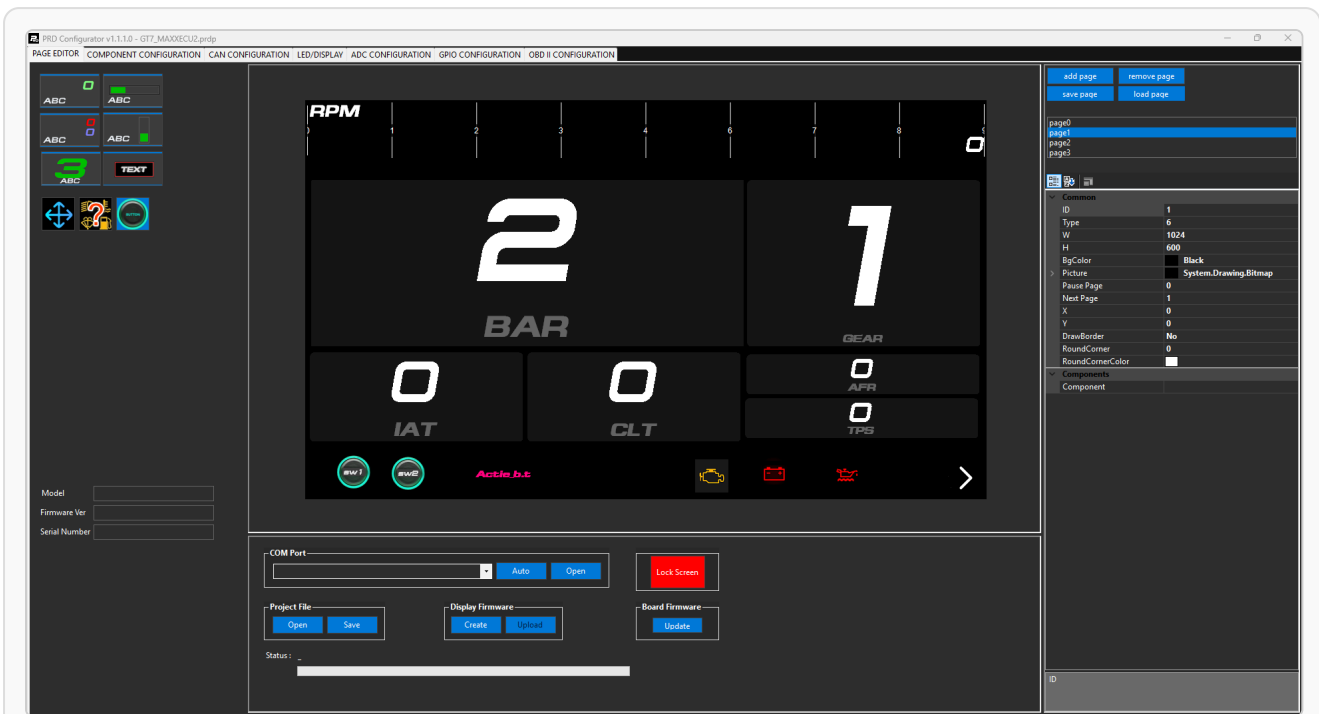 PRD Configurator v1.1.1.0 - GT7_MAXXECU2.prdp
PAGE EDITOR COMPONENT CONFIGURATION CAN CONFIGURATION LED/DISPLAY ADC CONFIGURATION GPIO CONFIGURATION OBD II CONFIGURATION
0 ABC
ABC
0 0 ABC
ABC
3 ABC
TEXT
BUTTON
Model
Firmware Ver
Serial Number
RPM
1 2 3 4 6 7 8 9
0
2
BAR
1
GEAR
0
IAT
0
CLT
0
AFR
0
TPS
sw1 sw2 Actie b.t
COM Port
Auto Open
Lock Screen
Project File
Open Save
Display Firmware
Create Upload
Board Firmware
Update
Status : _
add page remove page
save page load page
page0
page1
page2
page3
Common
ID 1
Type 6
W 1024
H 600
BgColor Black
Picture System.Drawing.Bitmap
Pause Page 0
Next Page 1
X 0
Y 0
DrawBorder No
RoundCorner 0
RoundCornerColor
Components
Component
ID